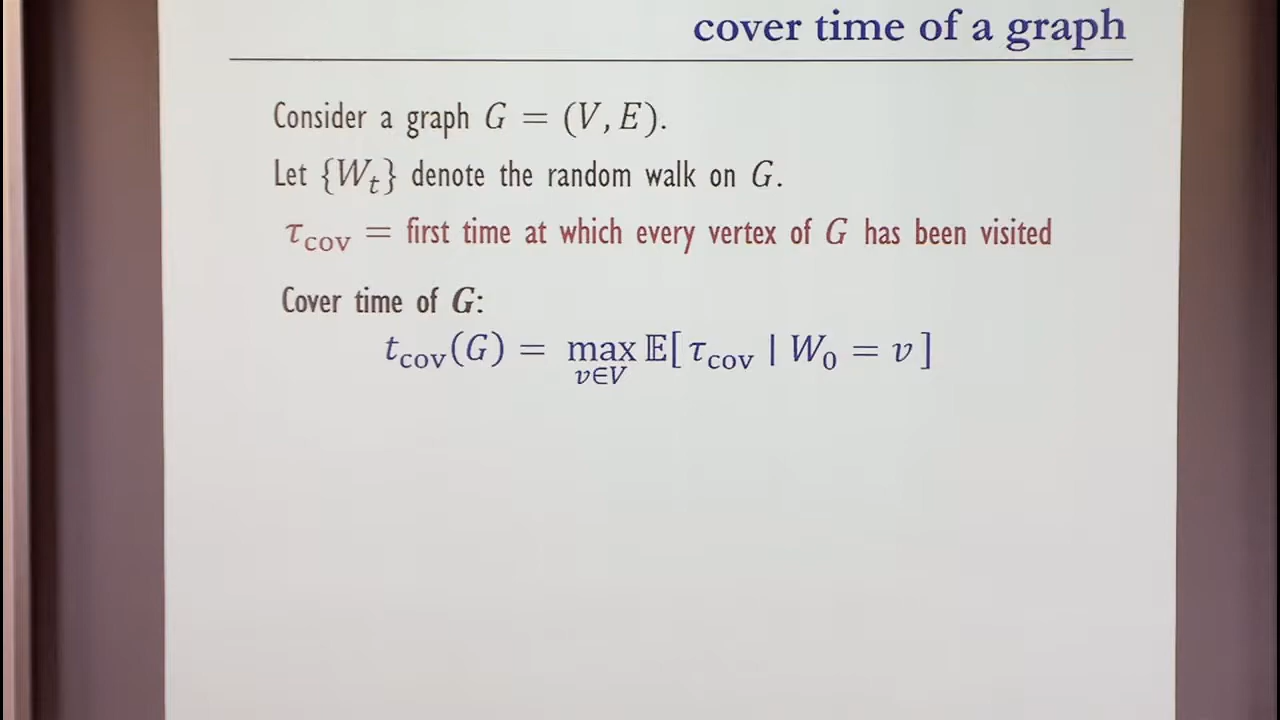 cover time of a graph
Consider a graph G = (V, E).
Let {W_t} denote the random walk on G.
τ_cov = first time at which every vertex of G has been visited
Cover time of G:
t_cov(G) = max_{v∈V} 𝔼[ τ_cov | W_0 = v ]